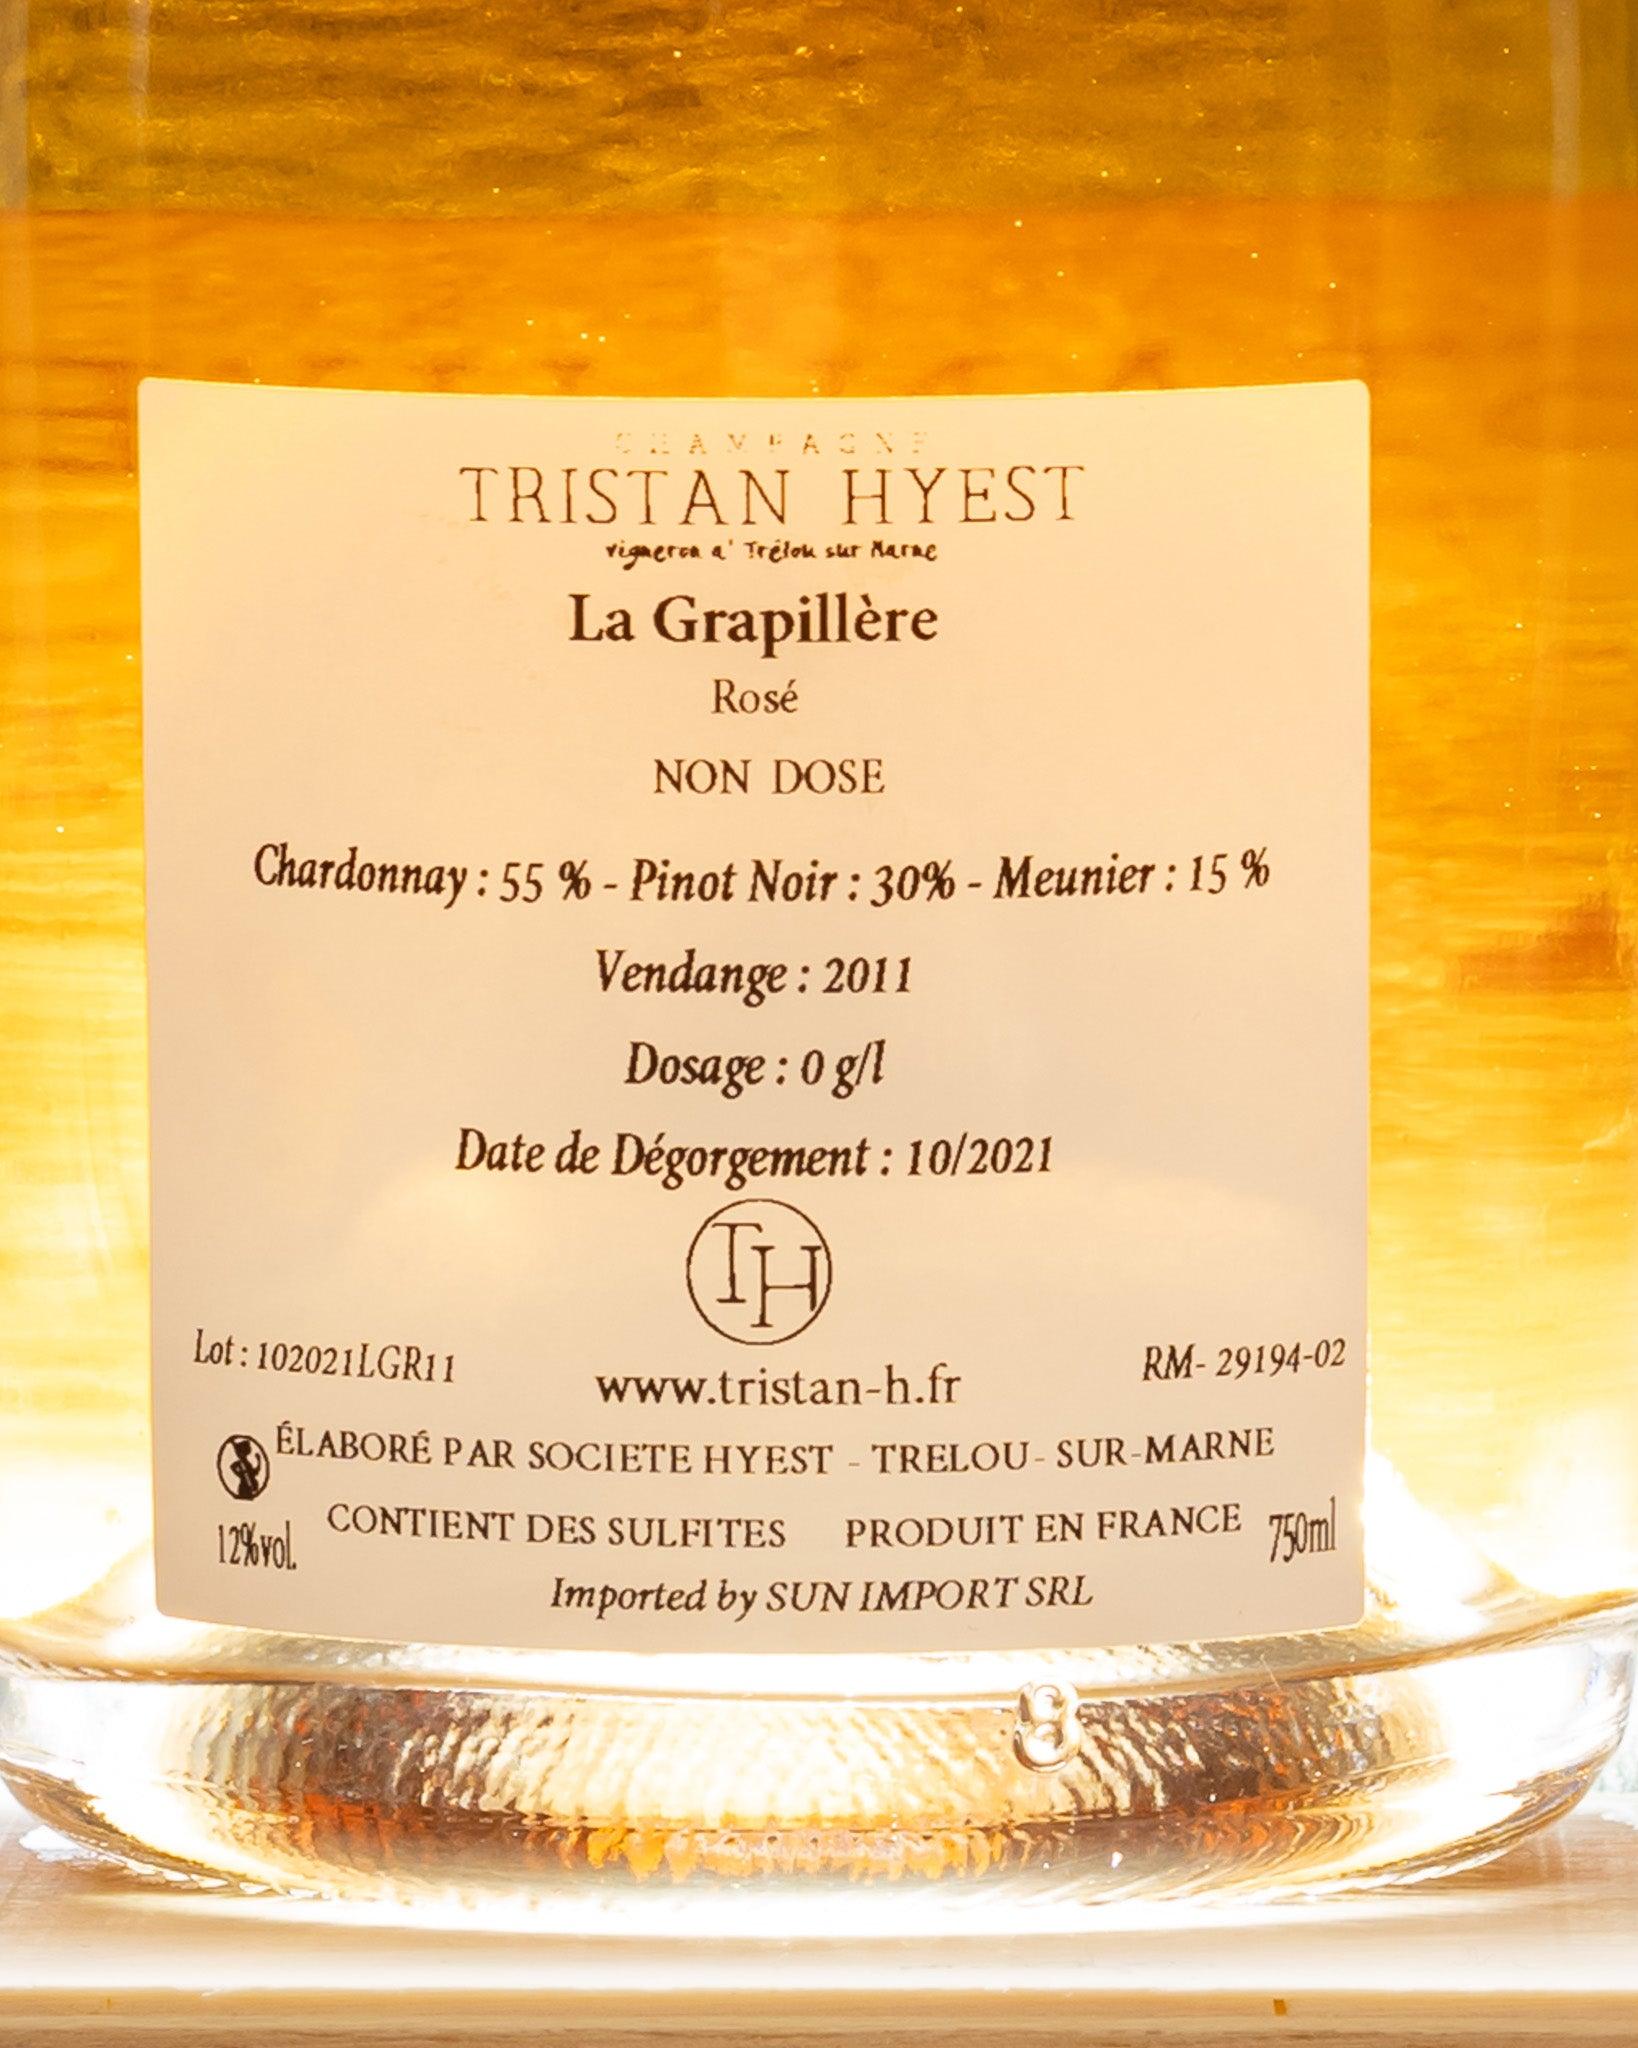 CHAMPAGNE
TRISTAN HYEST
vigneron a' Trélou sur Marne
La Grapillère
Rosé
NON DOSE
Chardonnay : 55 % - Pinot Noir : 30% - Meunier : 15 %
Vendange : 2011
Dosage : 0 g/l
Date de Dégorgement : 10/2021
TH
Lot : 102021LGR11
RM- 29194-02
www.tristan-h.fr
ÉLABORÉ PAR SOCIETE HYEST - TRELOU- SUR-MARNE
12%vol. CONTIENT DES SULFITES PRODUIT EN FRANCE 750ml
Imported by SUN IMPORT SRL
8